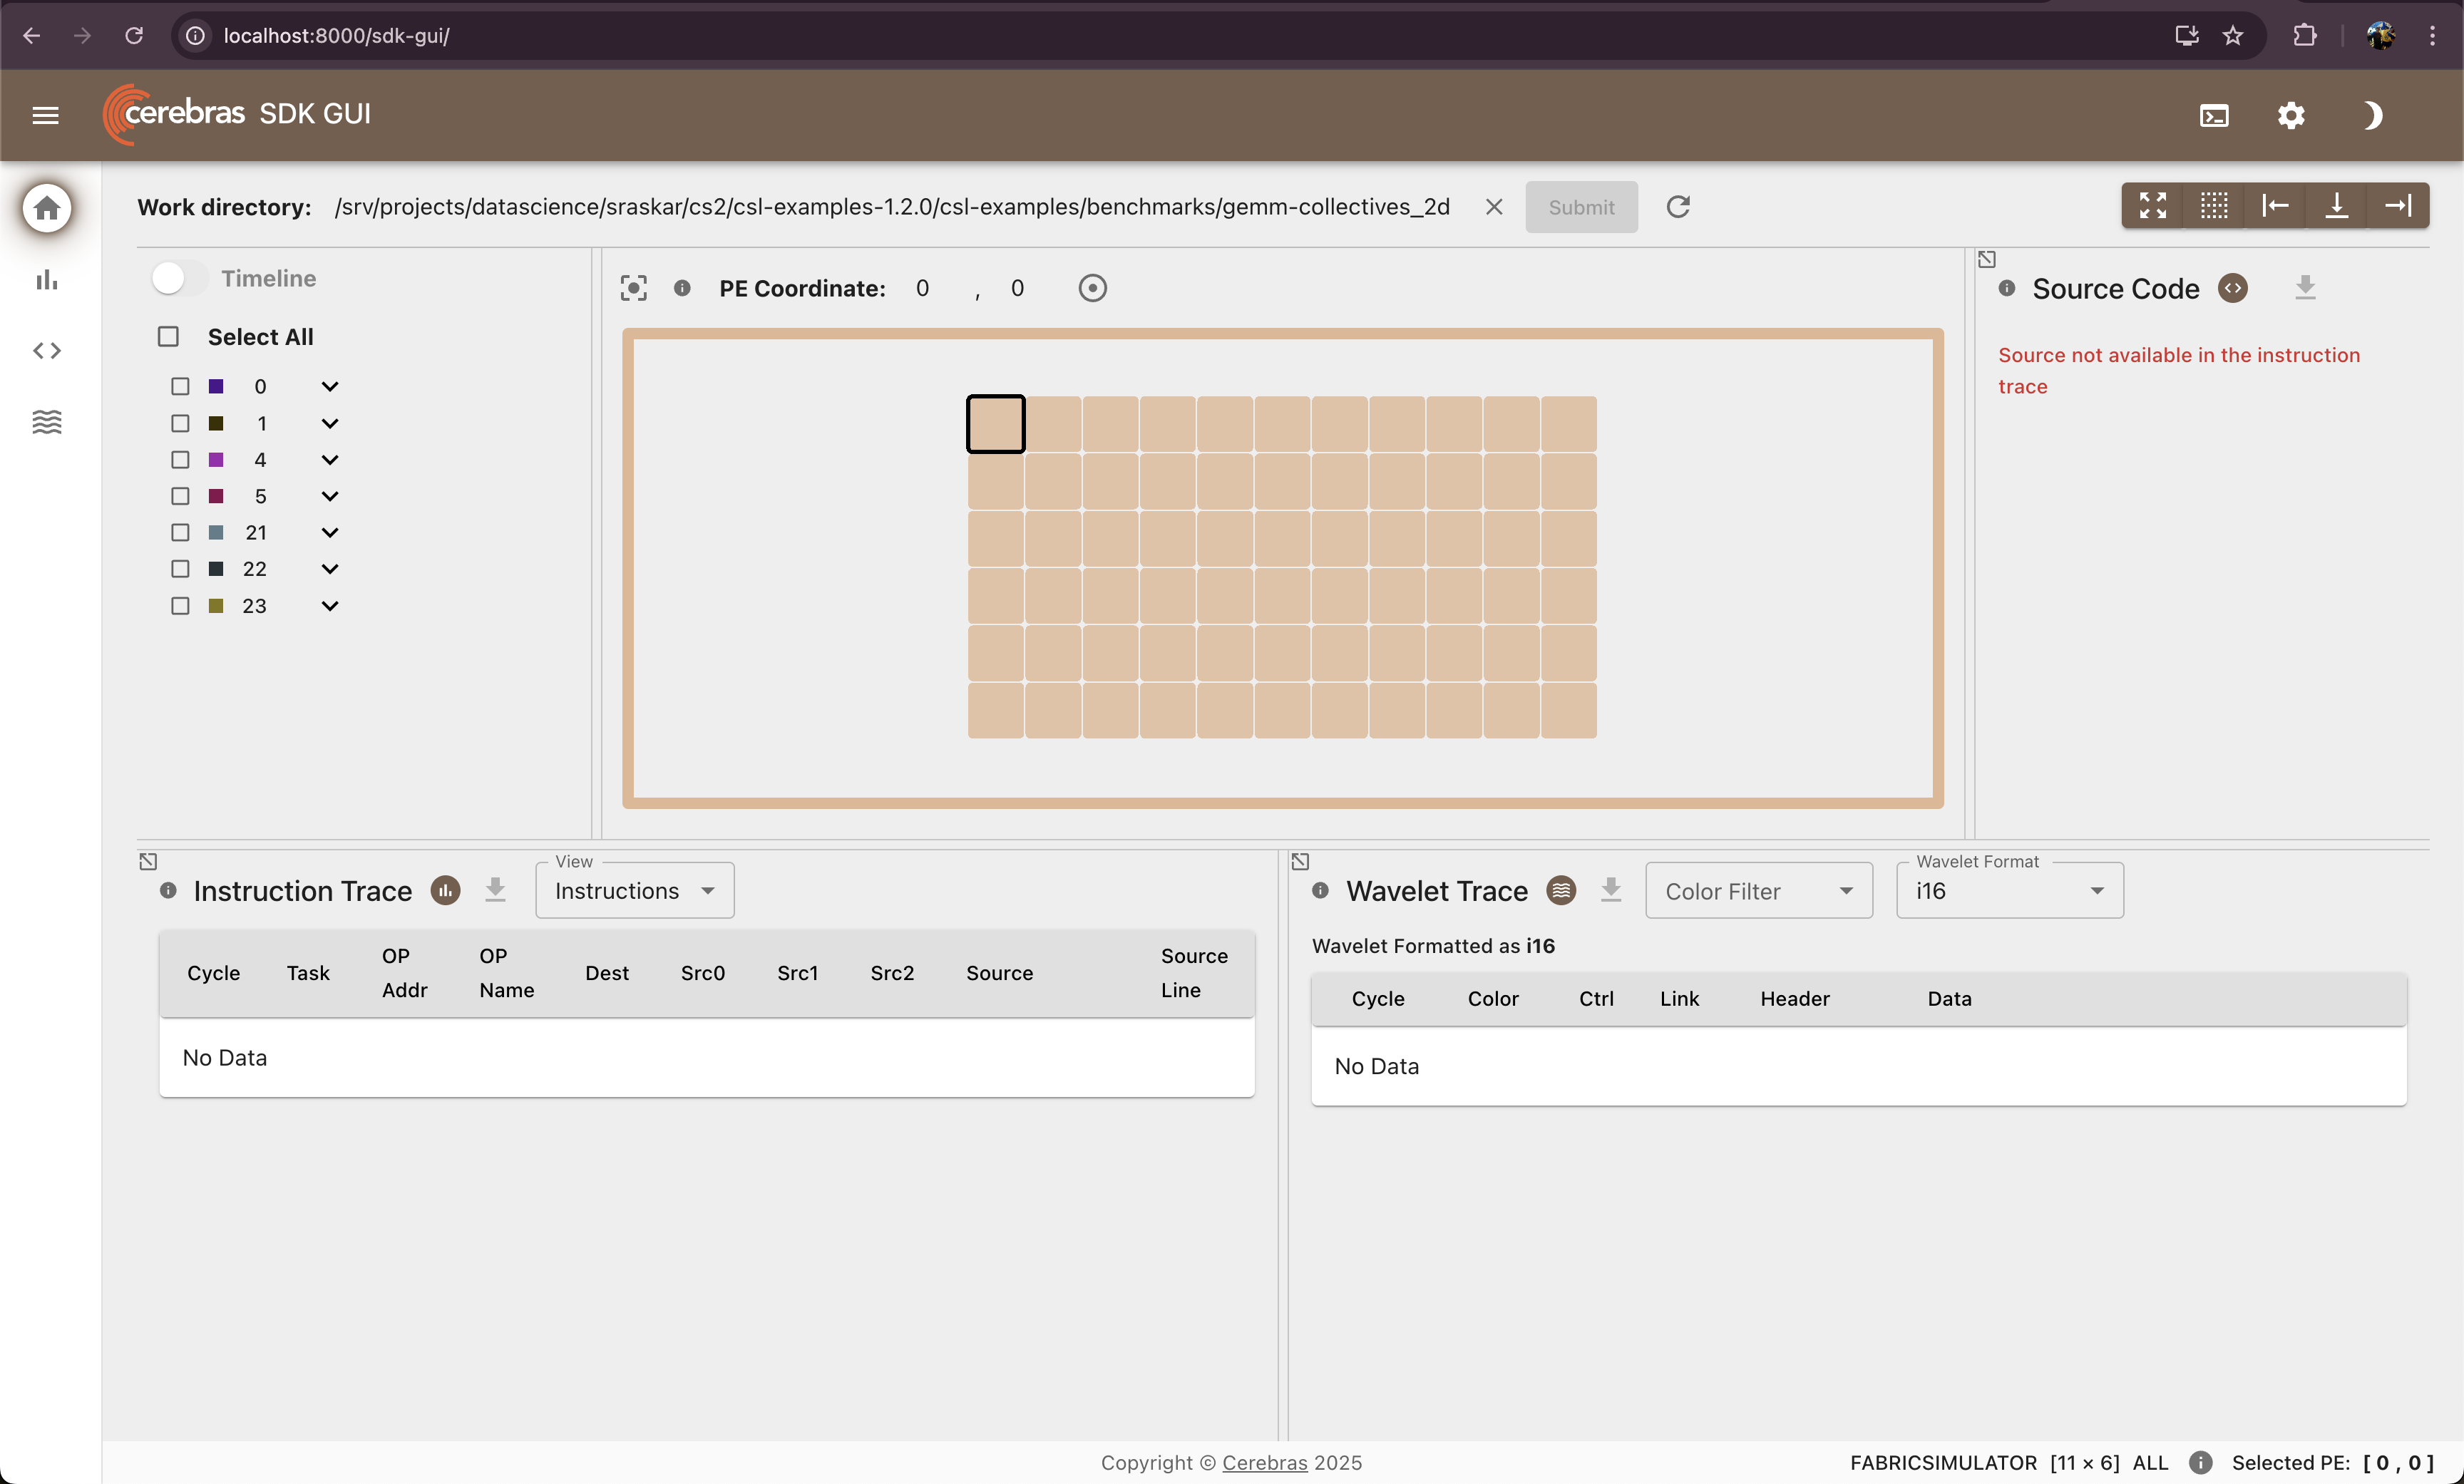 localhost:8000/sdk-gui/
cerebras SDK GUI
Work directory: /srv/projects/datascience/sraskar/cs2/csl-examples-1.2.0/csl-examples/benchmarks/gemm-collectives_2d Submit
Timeline
Select All
0
1
4
5
21
22
23
PE Coordinate: 0 , 0
Source Code
Source not available in the instruction
trace
Instruction Trace
View
Instructions
Cycle Task OP Addr OP Name Dest Src0 Src1 Src2 Source Source Line
No Data
Wavelet Trace
Color Filter
Wavelet Format
i16
Wavelet Formatted as i16
Cycle Color Ctrl Link Header Data
No Data
Copyright © Cerebras 2025
FABRICSIMULATOR [11 × 6] ALL Selected PE: [ 0 , 0 ]